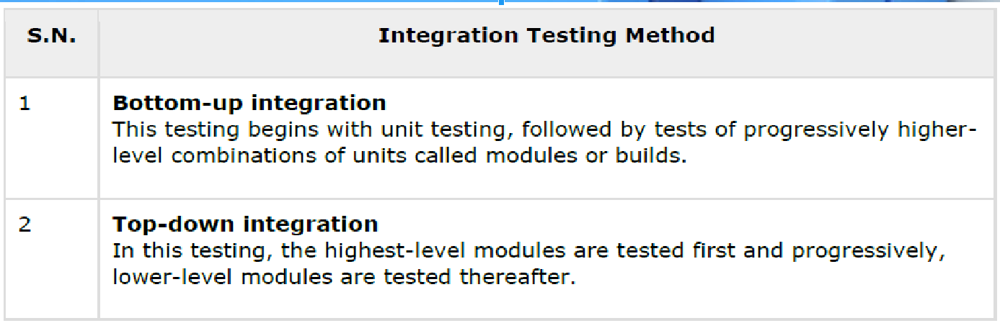 S.N.
Integration Testing Method
1
Bottom-up integration
This testing begins with unit testing, followed by tests of progressively higher-
level combinations of units called modules or builds.
2
Top-down integration
In this testing, the highest-level modules are tested first and progressively,
lower-level modules are tested thereafter.